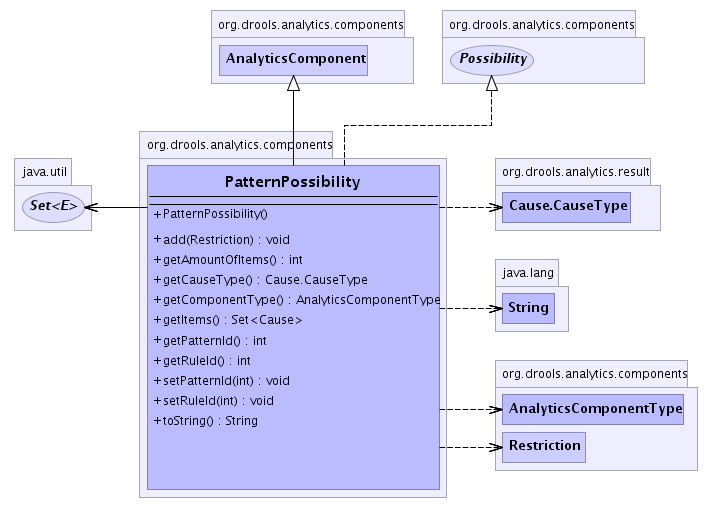 org.drools.analytics.components
AnalyticsComponent
org.drools.analytics.components
Possibility
org.drools.analytics.components
java.util
Set<E>
PatternPossibility
+PatternPossibility()
+add(Restriction) : void
+getAmountOfItems() : int
+getCauseType() : Cause.CauseType
+getComponentType() : AnalyticsComponentType
+getItems() : Set<Cause>
+getPatternId() : int
+getRuleId() : int
+setPatternId(int) : void
+setRuleId(int) : void
+toString() : String
org.drools.analytics.result
Cause.CauseType
java.lang
String
org.drools.analytics.components
AnalyticsComponentType
Restriction